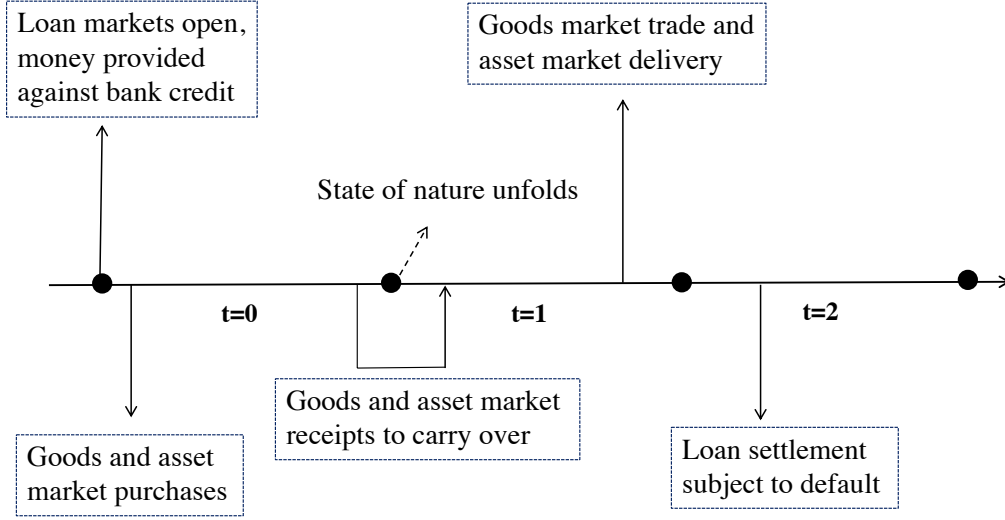 Loan markets open,
money provided
against bank credit
Goods market trade and
asset market delivery
State of nature unfolds
t=0
t=1
t=2
Goods and asset market
receipts to carry over
Goods and asset
market purchases
Loan settlement
subject to default